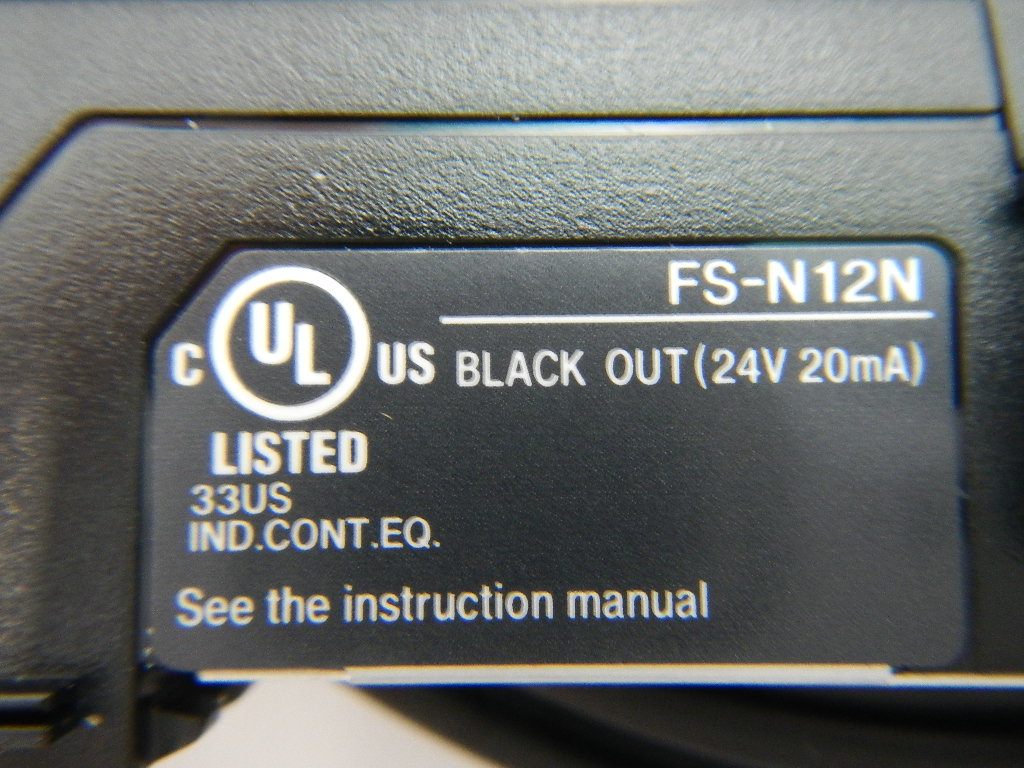 FS-N12N
C UL US
BLACK OUT(24V 20mA)
LISTED
33US
IND.CONT.EQ.
See the instruction manual